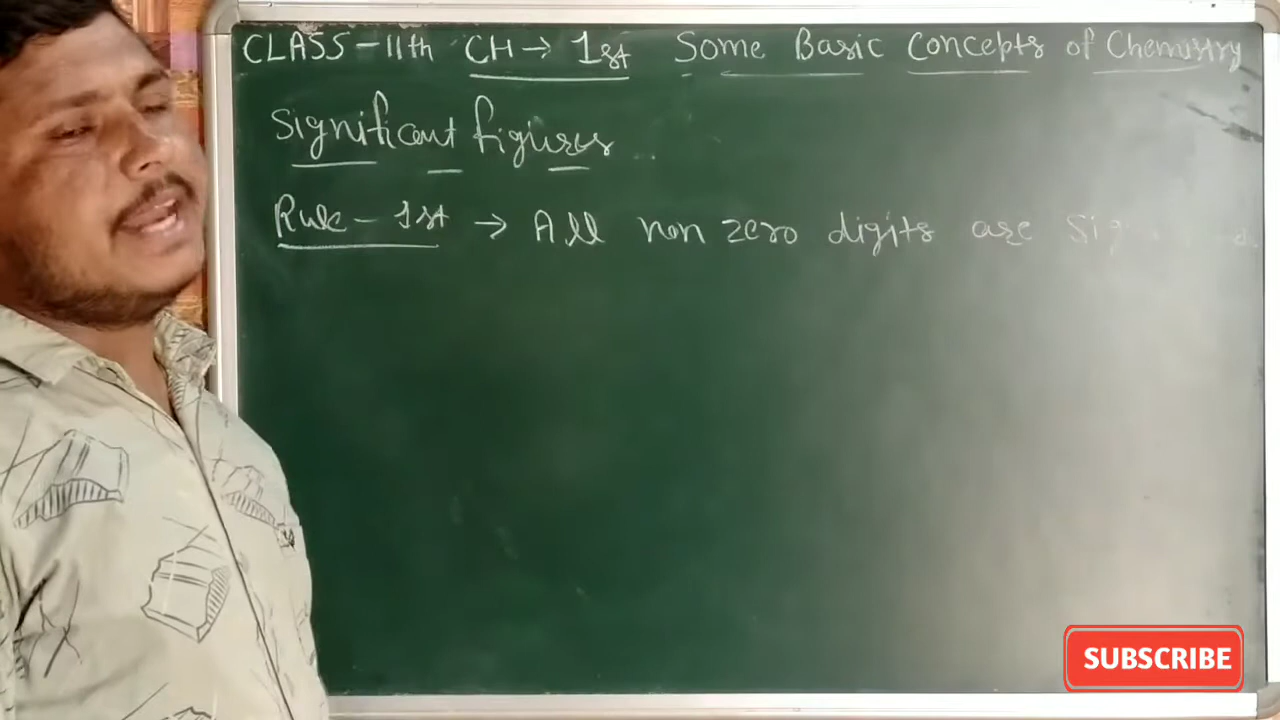 CLASS - 11th CH → 1st Some Basic Concepts of Chemistry
Significant figures
Rule - 1st → All non zero digits are
SUBSCRIBE